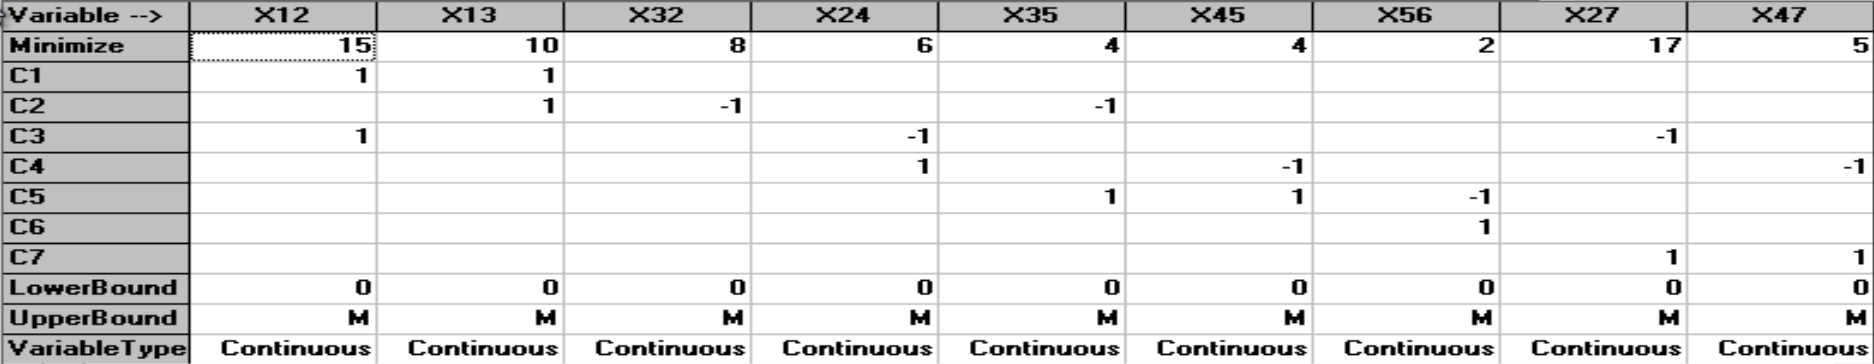 Variable --> X12 X13 X32 X24 X35 X45 X56 X27 X47
Minimize 15 10 8 6 4 4 2 17 5
C1 1 1
C2 1 -1 -1
C3 1 -1 -1
C4 1 -1 -1
C5 1 1 -1
C6 1
C7 1 1
LowerBound 0 0 0 0 0 0 0 0 0
UpperBound M M M M M M M M M
VariableType Continuous Continuous Continuous Continuous Continuous Continuous Continuous Continuous Continuous